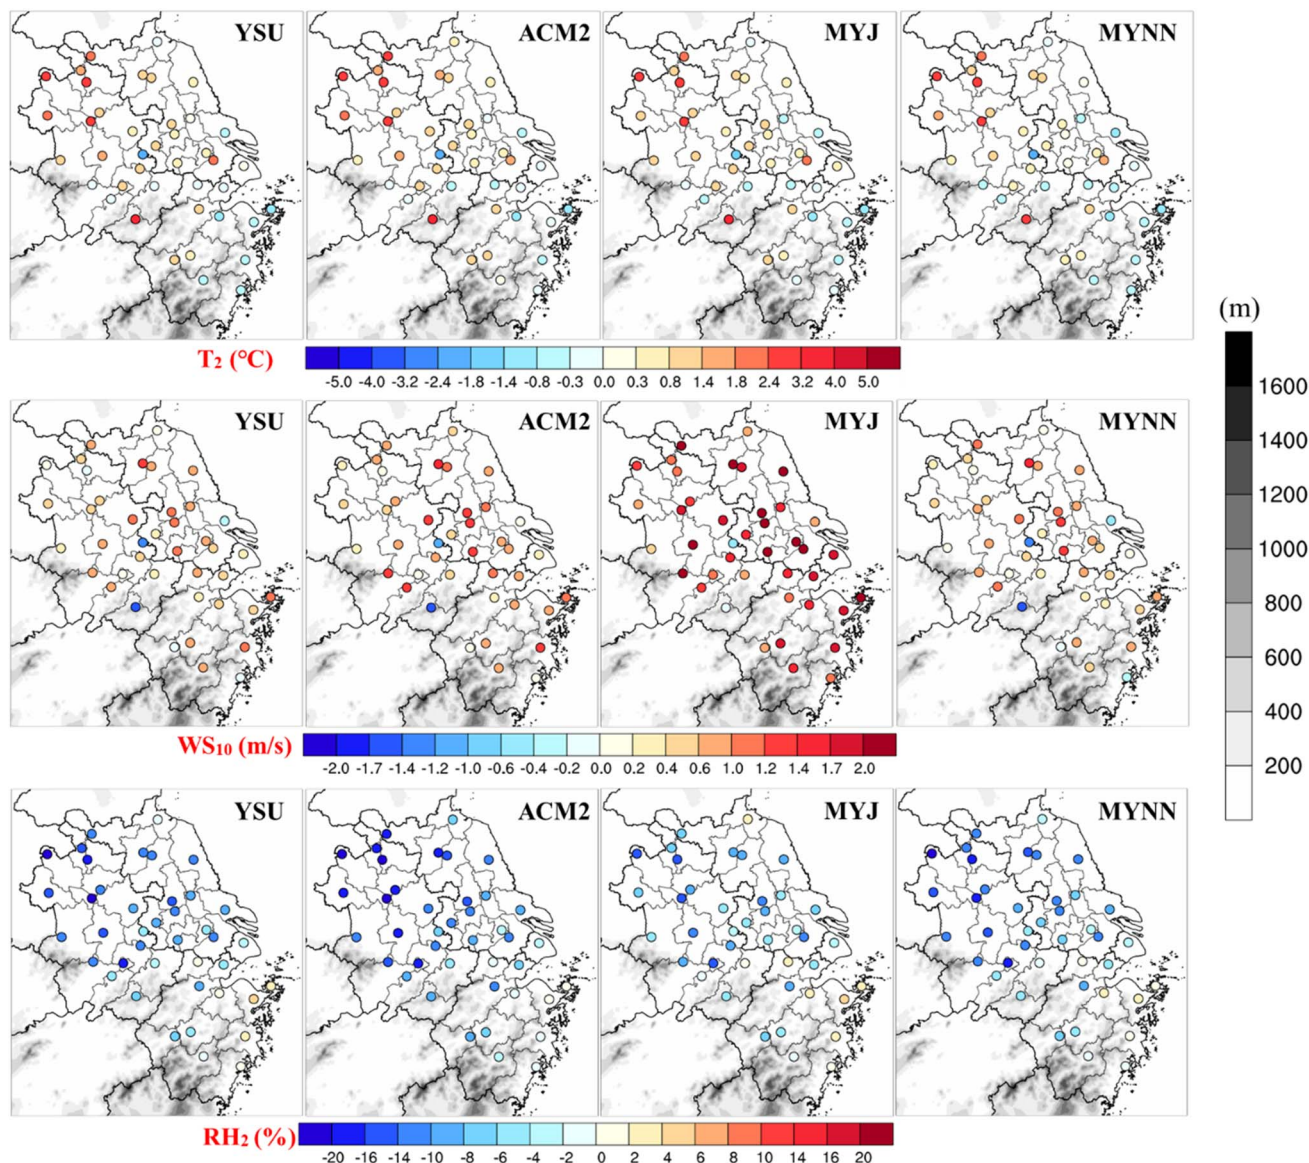 YSU ACM2 MYJ MYNN
(m)
T₂ (°C)
-5.0 -4.0 -3.2 -2.4 -1.8 -1.4 -0.8 -0.3 0.0 0.3 0.8 1.4 1.8 2.4 3.2 4.0 5.0
1600
1400
1200
1000
800
600
400
200
YSU ACM2 MYJ MYNN
WS₁₀ (m/s)
-2.0 -1.7 -1.4 -1.2 -1.0 -0.6 -0.4 -0.2 0.0 0.2 0.4 0.6 1.0 1.2 1.4 1.7 2.0
YSU ACM2 MYJ MYNN
RH₂ (%)
-20 -16 -14 -10 -8 -6 -4 -2 0 2 4 6 8 10 14 16 20